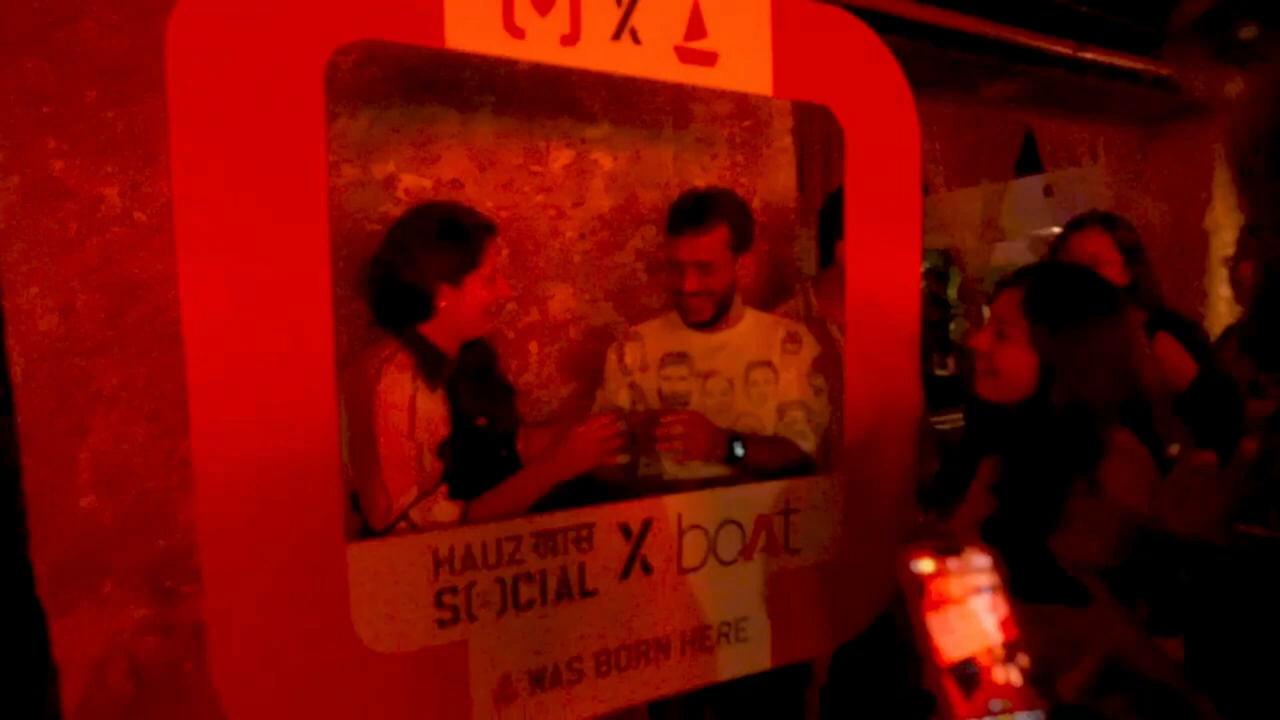 X
HAUZ खास X boAt
S[-]CIAL
WAS BORN HERE